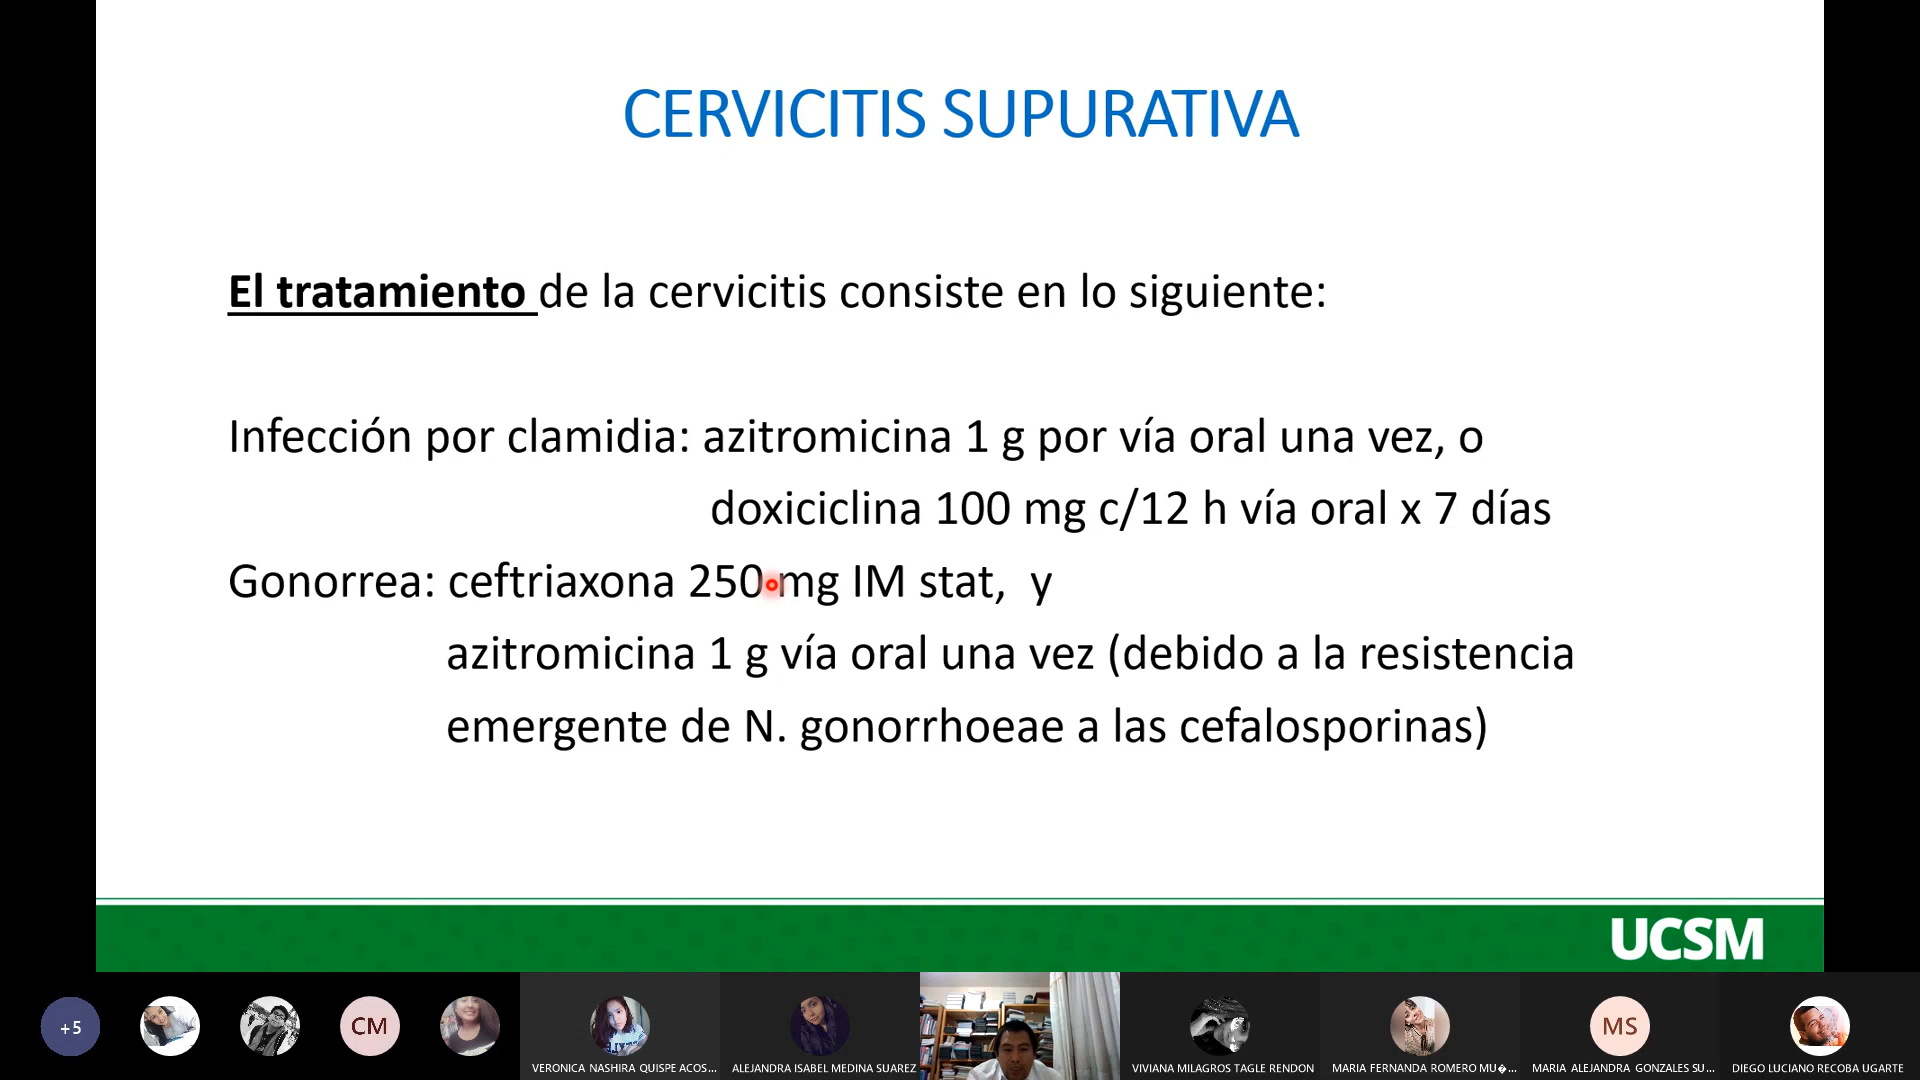 CERVICITIS SUPURATIVA
El tratamiento de la cervicitis consiste en lo siguiente:
Infección por clamidia: azitromicina 1 g por vía oral una vez, o
doxiciclina 100 mg c/12 h vía oral x 7 días
Gonorrea: ceftriaxona 250 mg IM stat, y
azitromicina 1 g vía oral una vez (debido a la resistencia
emergente de N. gonorrhoeae a las cefalosporinas)
UCSM
+5
CM
MS
VERONICA NASHIRA QUISPE ACOS...
ALEJANDRA ISABEL MEDINA SUAREZ
VIVIANA MILAGROS TAGLE RENDON
MARIA FERNANDA ROMERO MU�...
MARIA ALEJANDRA GONZALES SU...
DIEGO LUCIANO RECOBA UGARTE